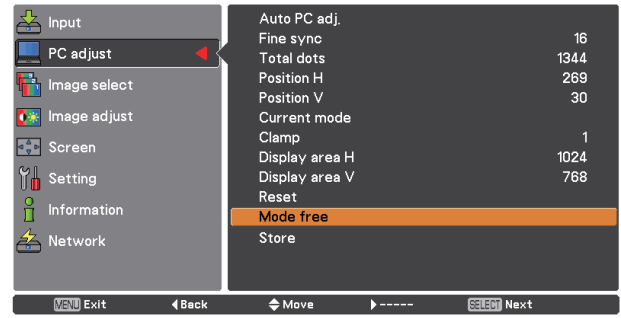 Input
PC adjust
Image select
Image adjust
Screen
Setting
Information
Network
Auto PC adj.
Fine sync 16
Total dots 1344
Position H 269
Position V 30
Current mode
Clamp 1
Display area H 1024
Display area V 768
Reset
Mode free
Store
MENU Exit Back Move ----- SELECT Next